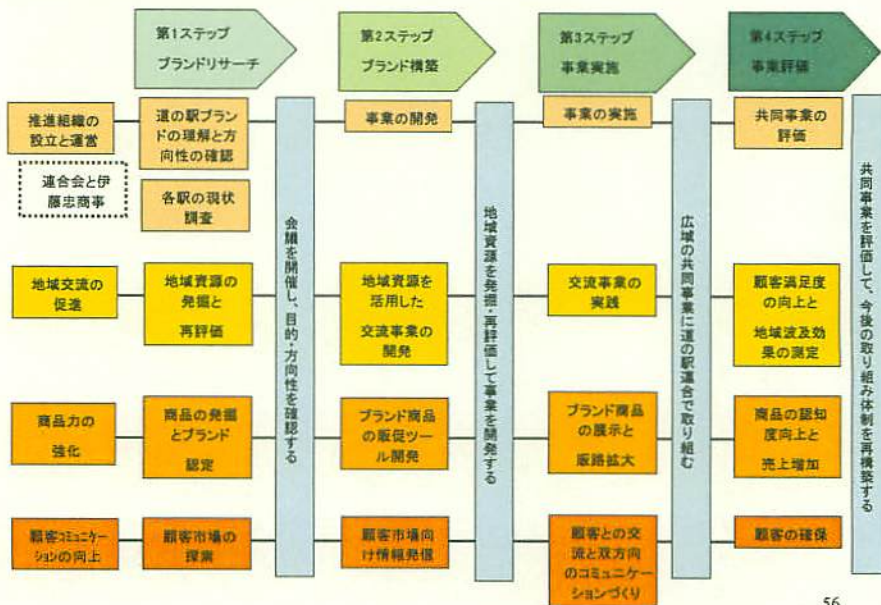 第1ステップ
ブランドリサーチ
第2ステップ
ブランド構築
第3ステップ
事業実施
第4ステップ
事業評価
推進組織の
設立と運営
道の駅ブラン
ドの理解と方
向性の確認
事業の開発
事業の実施
共同事業の
評価
連合会と伊
藤忠商事
各駅の現状
調査
地域交流の
促進
地域資源の
発掘と
再評価
地域資源を
活用した
交流事業の
開発
交流事業の
実践
顧客満足度
の向上と
地域波及効
果の測定
商品力の
強化
商品の発掘
とブランド
認定
ブランド商品
の販促ツー
ル開発
ブランド商品
の展示と
販路拡大
商品の認知
度向上と
売上増加
顧客コミュニケー
ションの向上
顧客市場の
探索
顧客市場向
け情報発信
顧客との交
流と双方向
のコミュニケー
ションづくり
顧客の確保
会議を開催し、目的・方向性を確認する
地域資源を発掘・再評価して事業を開発する
広域の共同事業に道の駅連合で取り組む
共同事業を評価して、今後の取り組み体制を再構築する
56